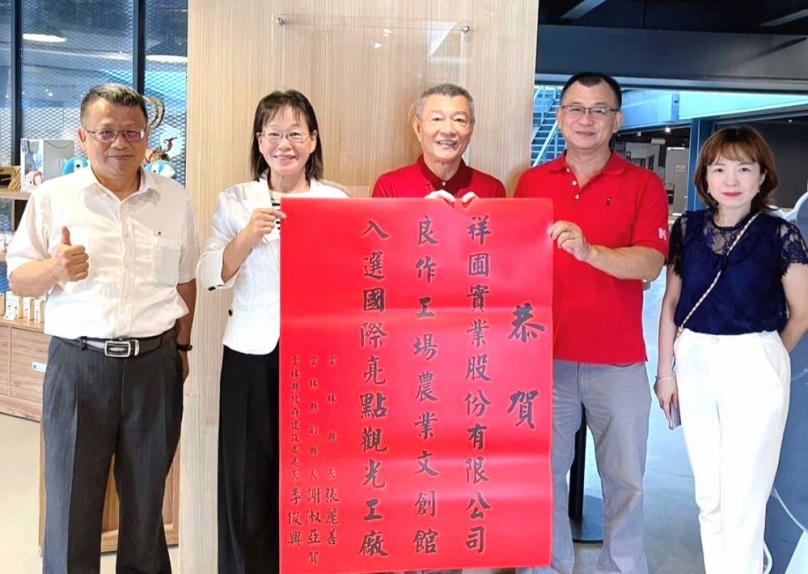 恭賀
祥圃實業股份有限公司
良作工場農業文創館
入選國際亮點觀光工廠
雲林縣長 張麗善
雲林縣副縣長 謝淑亞 賀
雲林縣政府建設處處長 李俊興